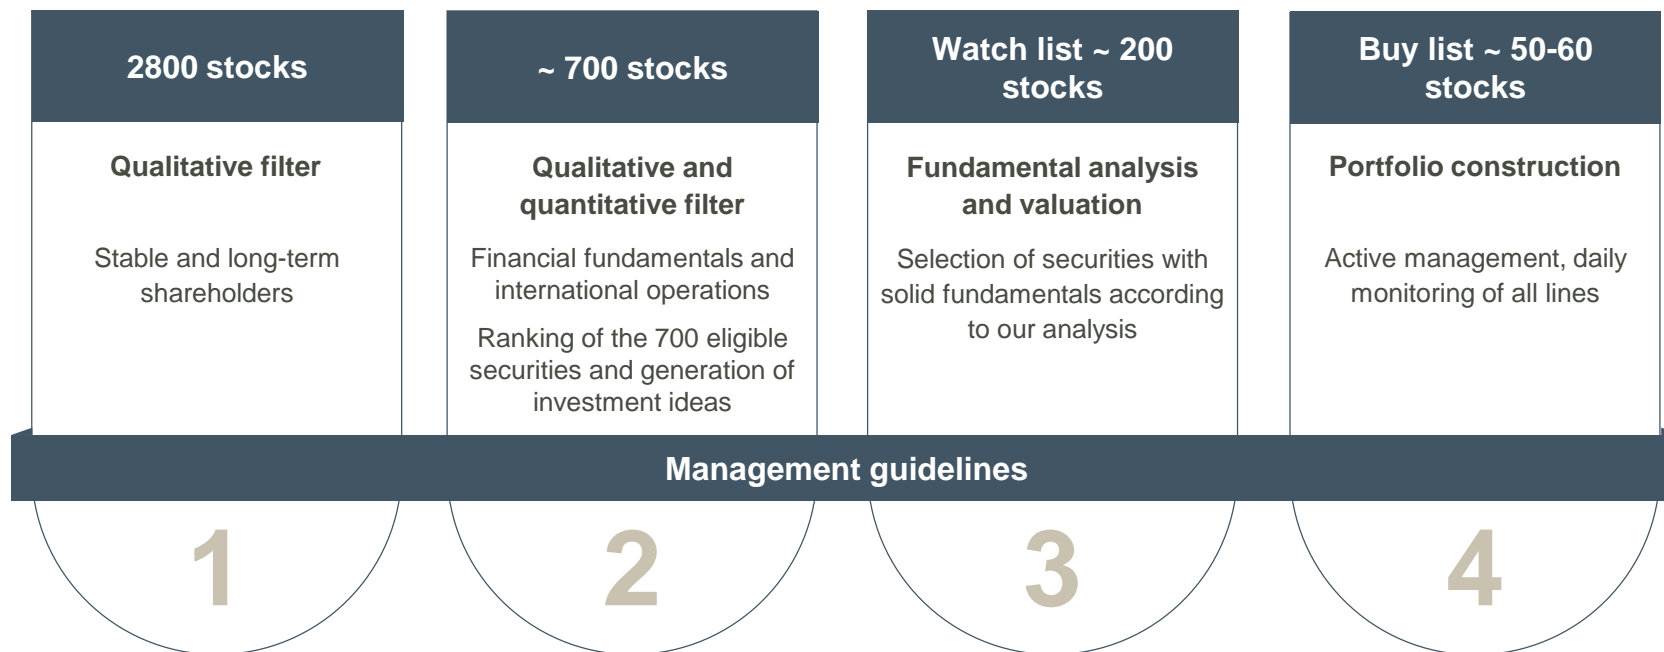 2800 stocks
Qualitative filter
Stable and long-term
shareholders
~ 700 stocks
Qualitative and
quantitative filter
Financial fundamentals and
international operations
Ranking of the 700 eligible
securities and generation of
investment ideas
Watch list ~ 200
stocks
Fundamental analysis
and valuation
Selection of securities with
solid fundamentals according
to our analysis
Buy list ~ 50-60
stocks
Portfolio construction
Active management, daily
monitoring of all lines
Management guidelines
1
2
3
4